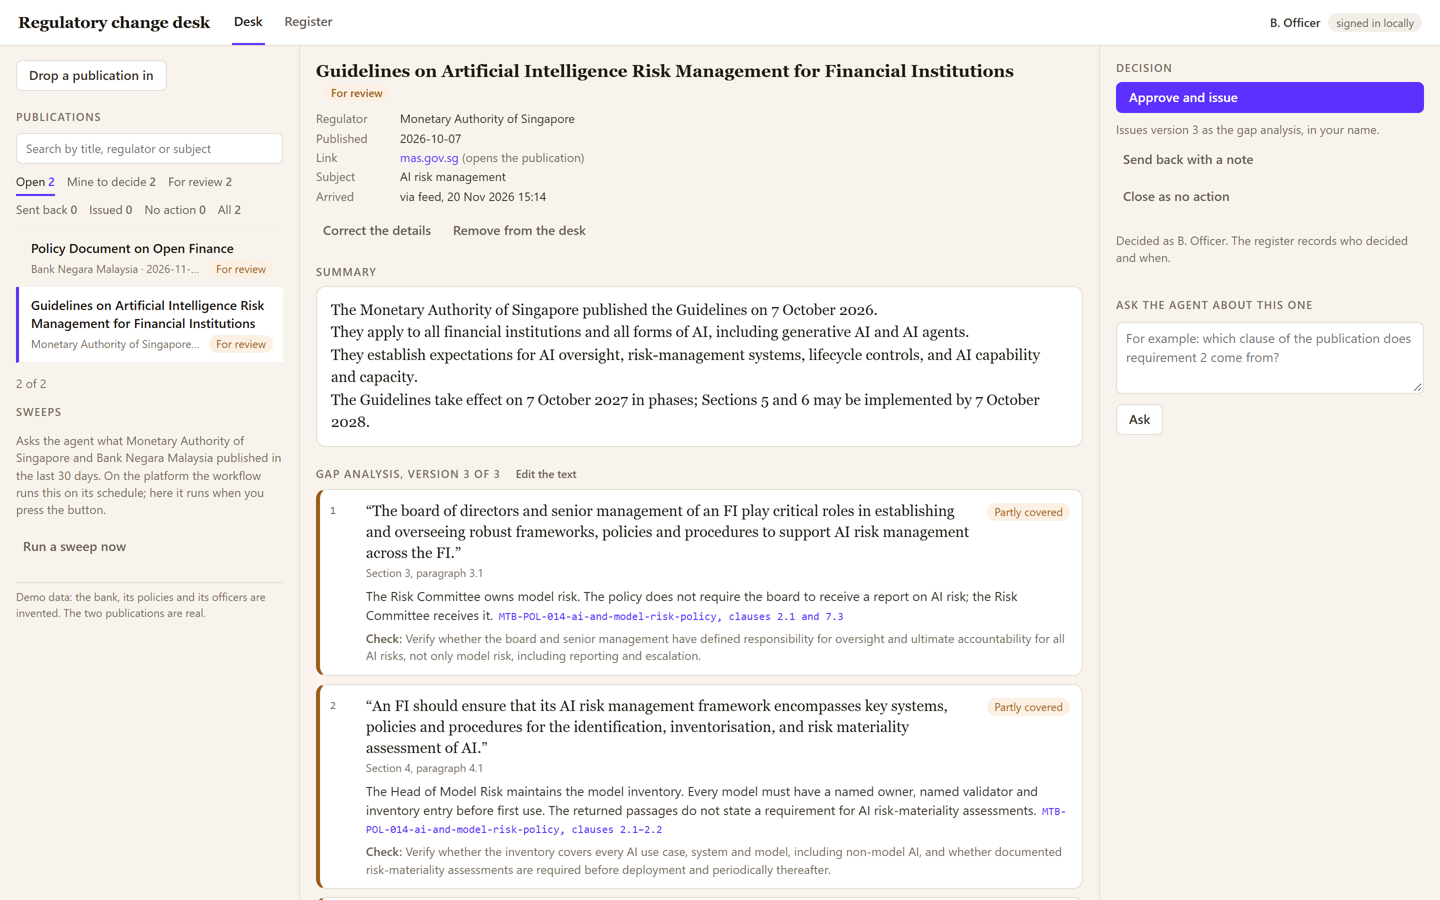 Regulatory change desk
Desk
Register
B. Officer
signed in locally
Drop a publication in
PUBLICATIONS
Search by title, regulator or subject
Open 2
Mine to decide 2
For review 2
Sent back 0
Issued 0
No action 0
All 2
Policy Document on Open Finance
Bank Negara Malaysia · 2026-11-...
For review
Guidelines on Artificial Intelligence Risk
Management for Financial Institutions
Monetary Authority of Singapore...
For review
2 of 2
SWEEPS
Asks the agent what Monetary Authority of
Singapore and Bank Negara Malaysia published in
the last 30 days. On the platform the workflow
runs this on its schedule; here it runs when you
press the button.
Run a sweep now
Demo data: the bank, its policies and its officers are
invented. The two publications are real.
Guidelines on Artificial Intelligence Risk Management for Financial Institutions
For review
Regulator Monetary Authority of Singapore
Published 2026-10-07
Link mas.gov.sg (opens the publication)
Subject AI risk management
Arrived via feed, 20 Nov 2026 15:14
Correct the details
Remove from the desk
SUMMARY
The Monetary Authority of Singapore published the Guidelines on 7 October 2026.
They apply to all financial institutions and all forms of AI, including generative AI and AI agents.
They establish expectations for AI oversight, risk-management systems, lifecycle controls, and AI capability
and capacity.
The Guidelines take effect on 7 October 2027 in phases; Sections 5 and 6 may be implemented by 7 October
2028.
GAP ANALYSIS, VERSION 3 OF 3
Edit the text
1
“The board of directors and senior management of an FI play critical roles in establishing
and overseeing robust frameworks, policies and procedures to support AI risk management
across the FI.”
Partly covered
Section 3, paragraph 3.1
The Risk Committee owns model risk. The policy does not require the board to receive a report on AI risk; the Risk
Committee receives it. MTB-POL-014-ai-and-model-risk-policy, clauses 2.1 and 7.3
Check: Verify whether the board and senior management have defined responsibility for oversight and ultimate accountability for all
AI risks, not only model risk, including reporting and escalation.
2
“An FI should ensure that its AI risk management framework encompasses key systems,
policies and procedures for the identification, inventorisation, and risk materiality
assessment of AI.”
Partly covered
Section 4, paragraph 4.1
The Head of Model Risk maintains the model inventory. Every model must have a named owner, named validator and
inventory entry before first use. The returned passages do not state a requirement for AI risk-materiality assessments. MTB-
POL-014-ai-and-model-risk-policy, clauses 2.1–2.2
Check: Verify whether the inventory covers every AI use case, system and model, including non-model AI, and whether documented
risk-materiality assessments are required before deployment and periodically thereafter.
DECISION
Approve and issue
Issues version 3 as the gap analysis, in your name.
Send back with a note
Close as no action
Decided as B. Officer. The register records who decided
and when.
ASK THE AGENT ABOUT THIS ONE
For example: which clause of the publication does
requirement 2 come from?
Ask